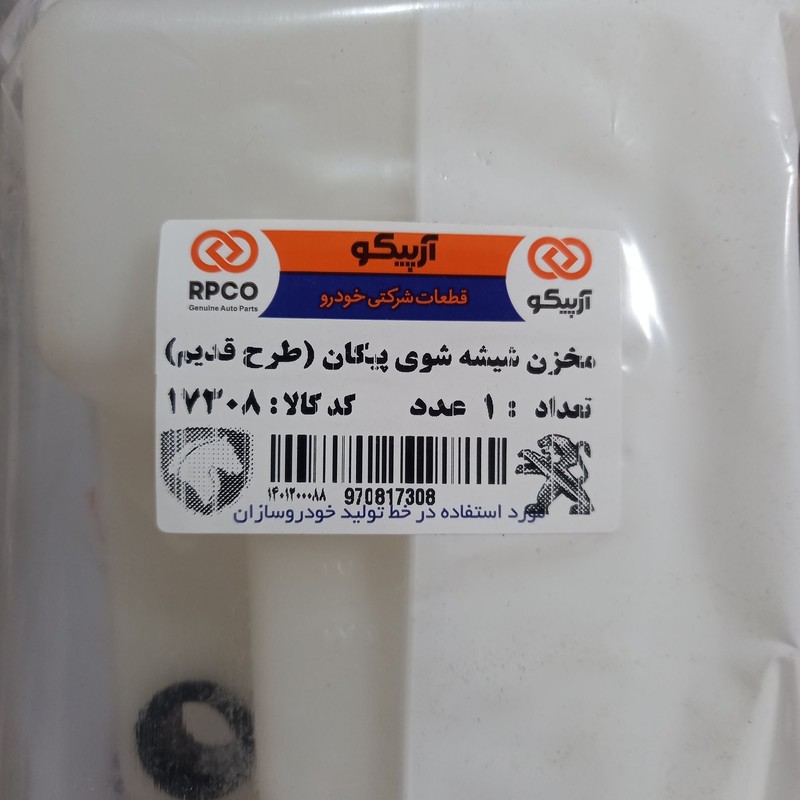 آرپیکو
RPCO
Genuine Auto Parts
قطعات شرکتی خودرو
آرپیکو
مخزن شیشه شوی پیکان (طرح قدیم)
تعداد : ۱ عدد کد کالا : ۱۷۳۰۸
۱۴۰۱۲۰۰۰۸۸ 970817308
مورد استفاده در خط تولید خودروسازان